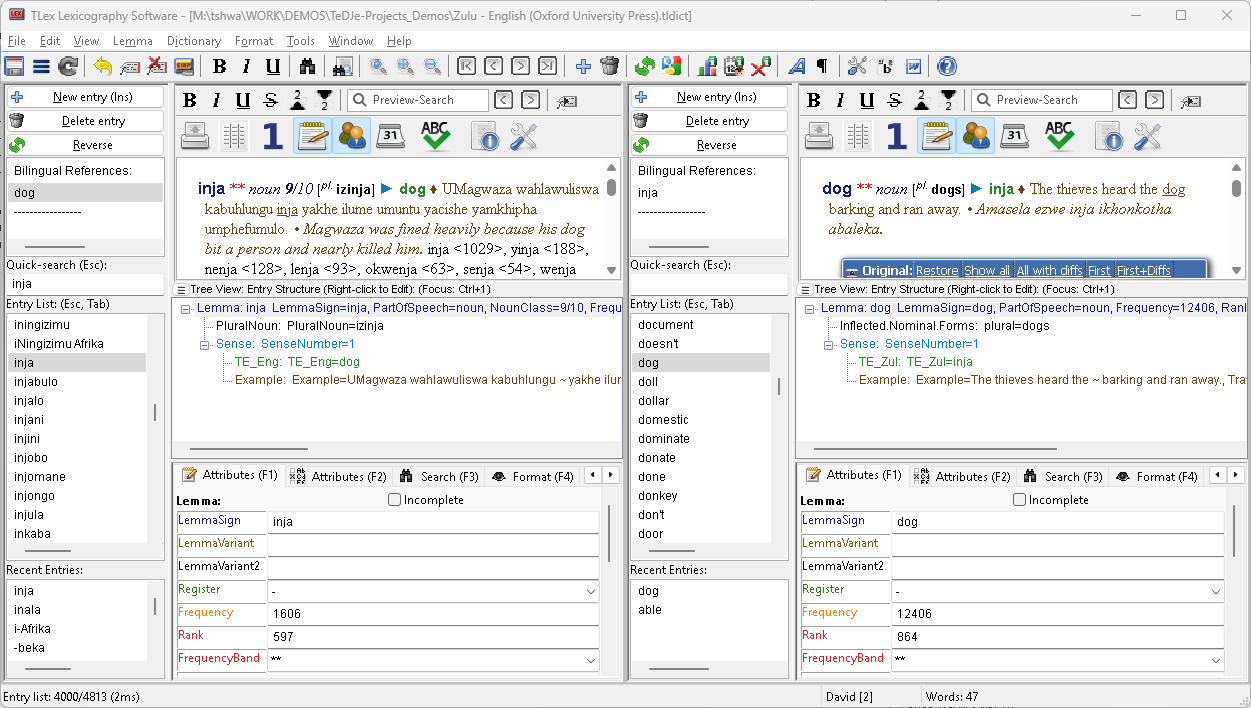 TLex Lexicography Software - [M:\tshwa\WORK\DEMOS\TeDJe-Projects_Demos\Zulu - English (Oxford University Press).tldict]
File Edit View Lemma Dictionary Format Tools Window Help
New entry (Ins)
Delete entry
Reverse
Bilingual References:
dog
-----------------
Quick-search (Esc):
inja
Entry List: (Esc, Tab)
iningizimu
iNingizimu Afrika
inja
injabulo
injalo
injani
injini
injobo
injomane
injongo
injula
inkaba
Recent Entries:
inja
inala
i-Afrika
-beka
B I U S 2 2 Preview-Search
1 31 ABC
inja ** noun 9/10 [pl. izinja] ► dog ♦ UMagwaza wahlawuliswa
kabuhlungu inja yakhe ilume umuntu yacishe yamkhipha
umphefumulo. • Magwaza was fined heavily because his dog
bit a person and nearly killed him. inja <1029>, yinja <188>,
nenja <128>, lenja <93>, okwenja <63>, senja <54>, wenja
Tree View: Entry Structure (Right-click to Edit): (Focus: Ctrl+1)
Lemma: inja LemmaSign=inja, PartOfSpeech=noun, NounClass=9/10, Frequ
PluralNoun: PluralNoun=izinja
Sense: SenseNumber=1
TE_Eng: TE_Eng=dog
Example: Example=UMagwaza wahlawuliswa kabuhlungu ~ yakhe ilur
Attributes (F1) Attributes (F2) Search (F3) Format (F4)
Lemma: Incomplete
LemmaSign inja
LemmaVariant
LemmaVariant2
Register -
Frequency 1606
Rank 597
FrequencyBand **
New entry (Ins)
Delete entry
Reverse
Bilingual References:
inja
-----------------
Quick-search (Esc):
Entry List: (Esc, Tab)
document
doesn't
dog
doll
dollar
domestic
dominate
donate
done
donkey
don't
door
Recent Entries:
dog
able
B I U S 2 2 Preview-Search
1 31 ABC
dog ** noun [pl. dogs] ► inja ♦ The thieves heard the dog
barking and ran away. • Amasela ezwe inja ikhonkotha
abaleka.
Original: Restore Show all All with diffs First First+Diffs
Tree View: Entry Structure (Right-click to Edit): (Focus: Ctrl+1)
Lemma: dog LemmaSign=dog, PartOfSpeech=noun, Frequency=12406, Ranl
Inflected.Nominal.Forms: plural=dogs
Sense: SenseNumber=1
TE_Zul: TE_Zul=inja
Example: Example=The thieves heard the ~ barking and ran away., Tra
Attributes (F1) Attributes (F2) Search (F3) Format (F4)
Lemma: Incomplete
LemmaSign dog
LemmaVariant
LemmaVariant2
Register -
Frequency 12406
Rank 864
FrequencyBand **
Entry list: 4000/4813 (2ms) David [2] Words: 47